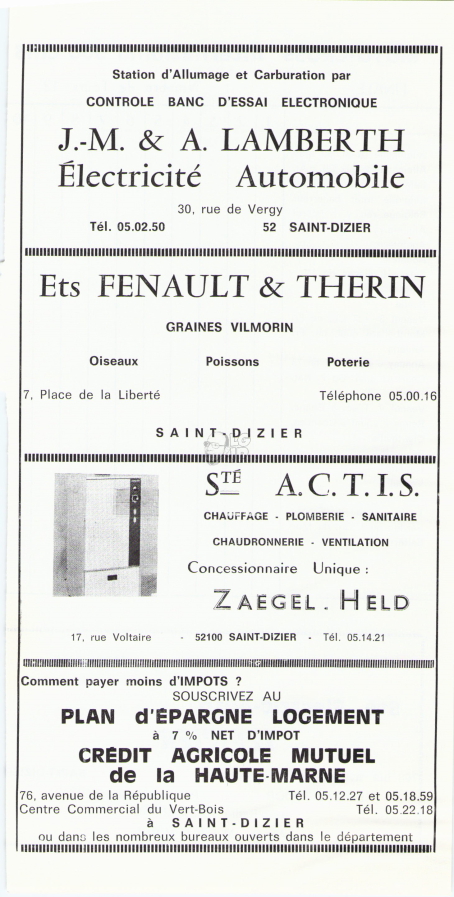 Station d'Allumage et Carburation par
CONTROLE BANC D'ESSAI ELECTRONIQUE
J.-M. & A. LAMBERTH
Électricité Automobile
30, rue de Vergy
Tél. 05.02.50 52 SAINT-DIZIER
Ets FENAULT & THERIN
GRAINES VILMORIN
Oiseaux Poissons Poterie
7, Place de la Liberté Téléphone 05.00.16
SAINT-DIZIER
STÉ A.C.T.I.S.
CHAUFFAGE - PLOMBERIE - SANITAIRE
CHAUDRONNERIE - VENTILATION
Concessionnaire Unique :
ZAEGEL. HELD
17, rue Voltaire - 52100 SAINT-DIZIER - Tél. 05.14.21
Comment payer moins d'IMPOTS ?
SOUSCRIVEZ AU
PLAN d'ÉPARGNE LOGEMENT
à 7 % NET D'IMPOT
CRÉDIT AGRICOLE MUTUEL
de la HAUTE-MARNE
76, avenue de la République Tél. 05.12.27 et 05.18.59
Centre Commercial du Vert-Bois Tél. 05.22.18
à SAINT-DIZIER
ou dans les nombreux bureaux ouverts dans le département